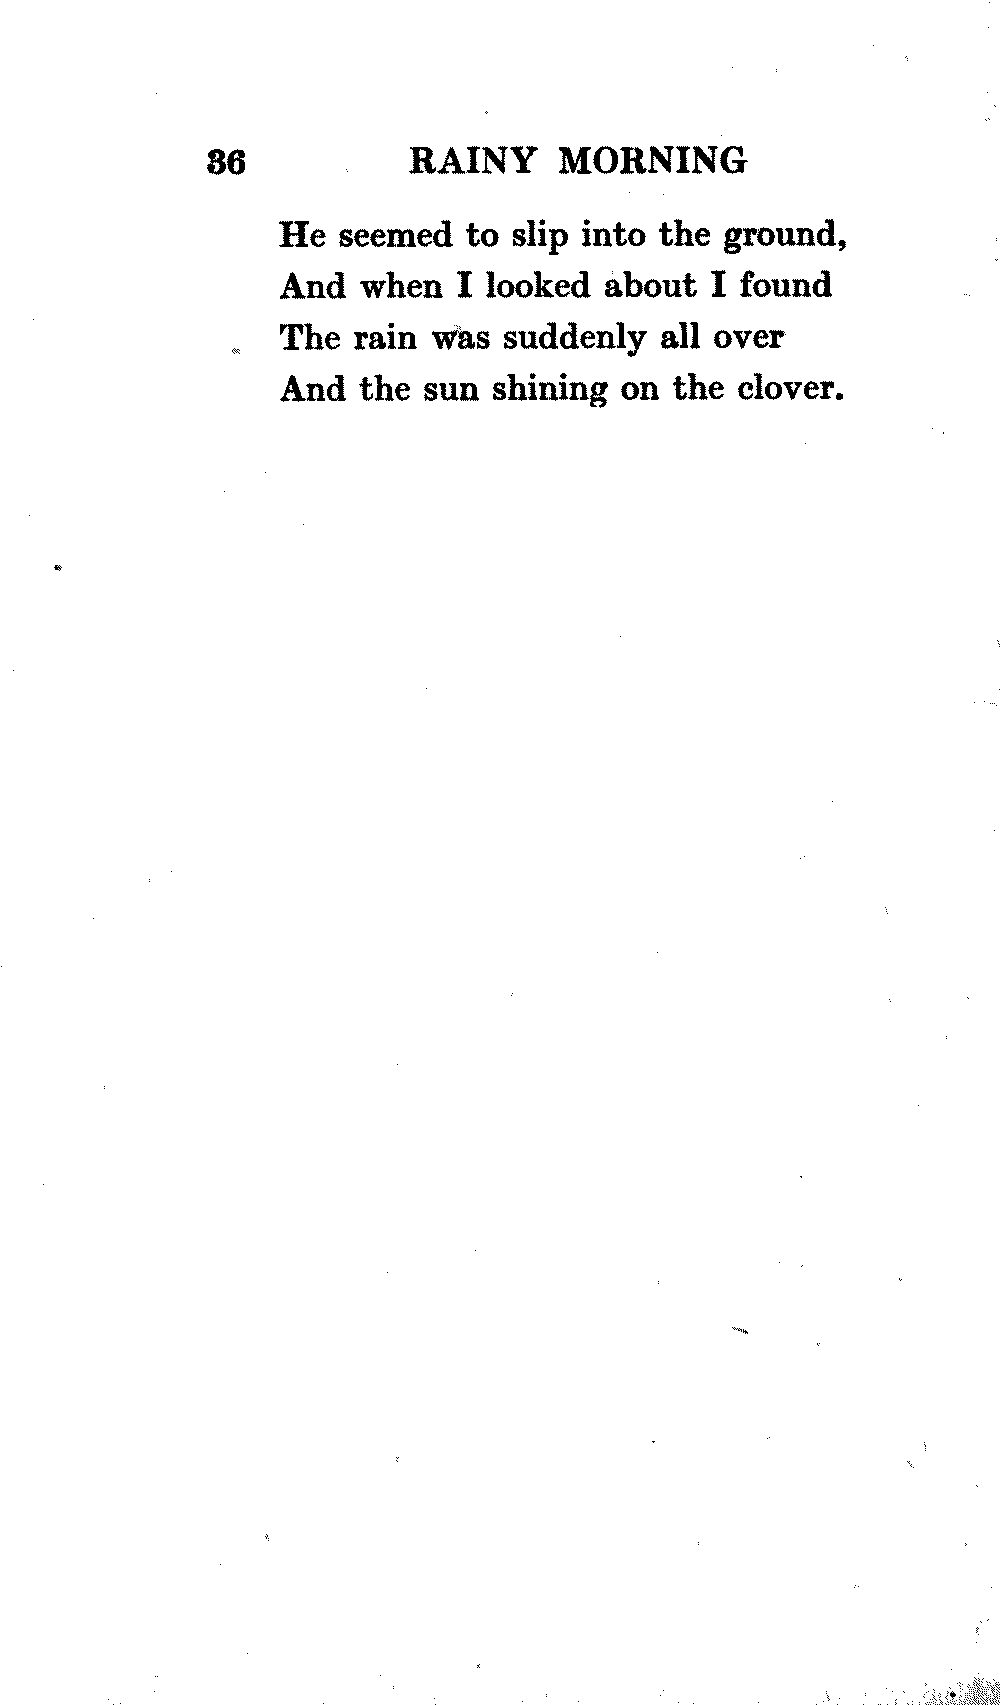 36 RAINY MORNING
He seemed to slip into the ground,
And when I looked about I found
The rain was suddenly all over
And the sun shining on the clover.